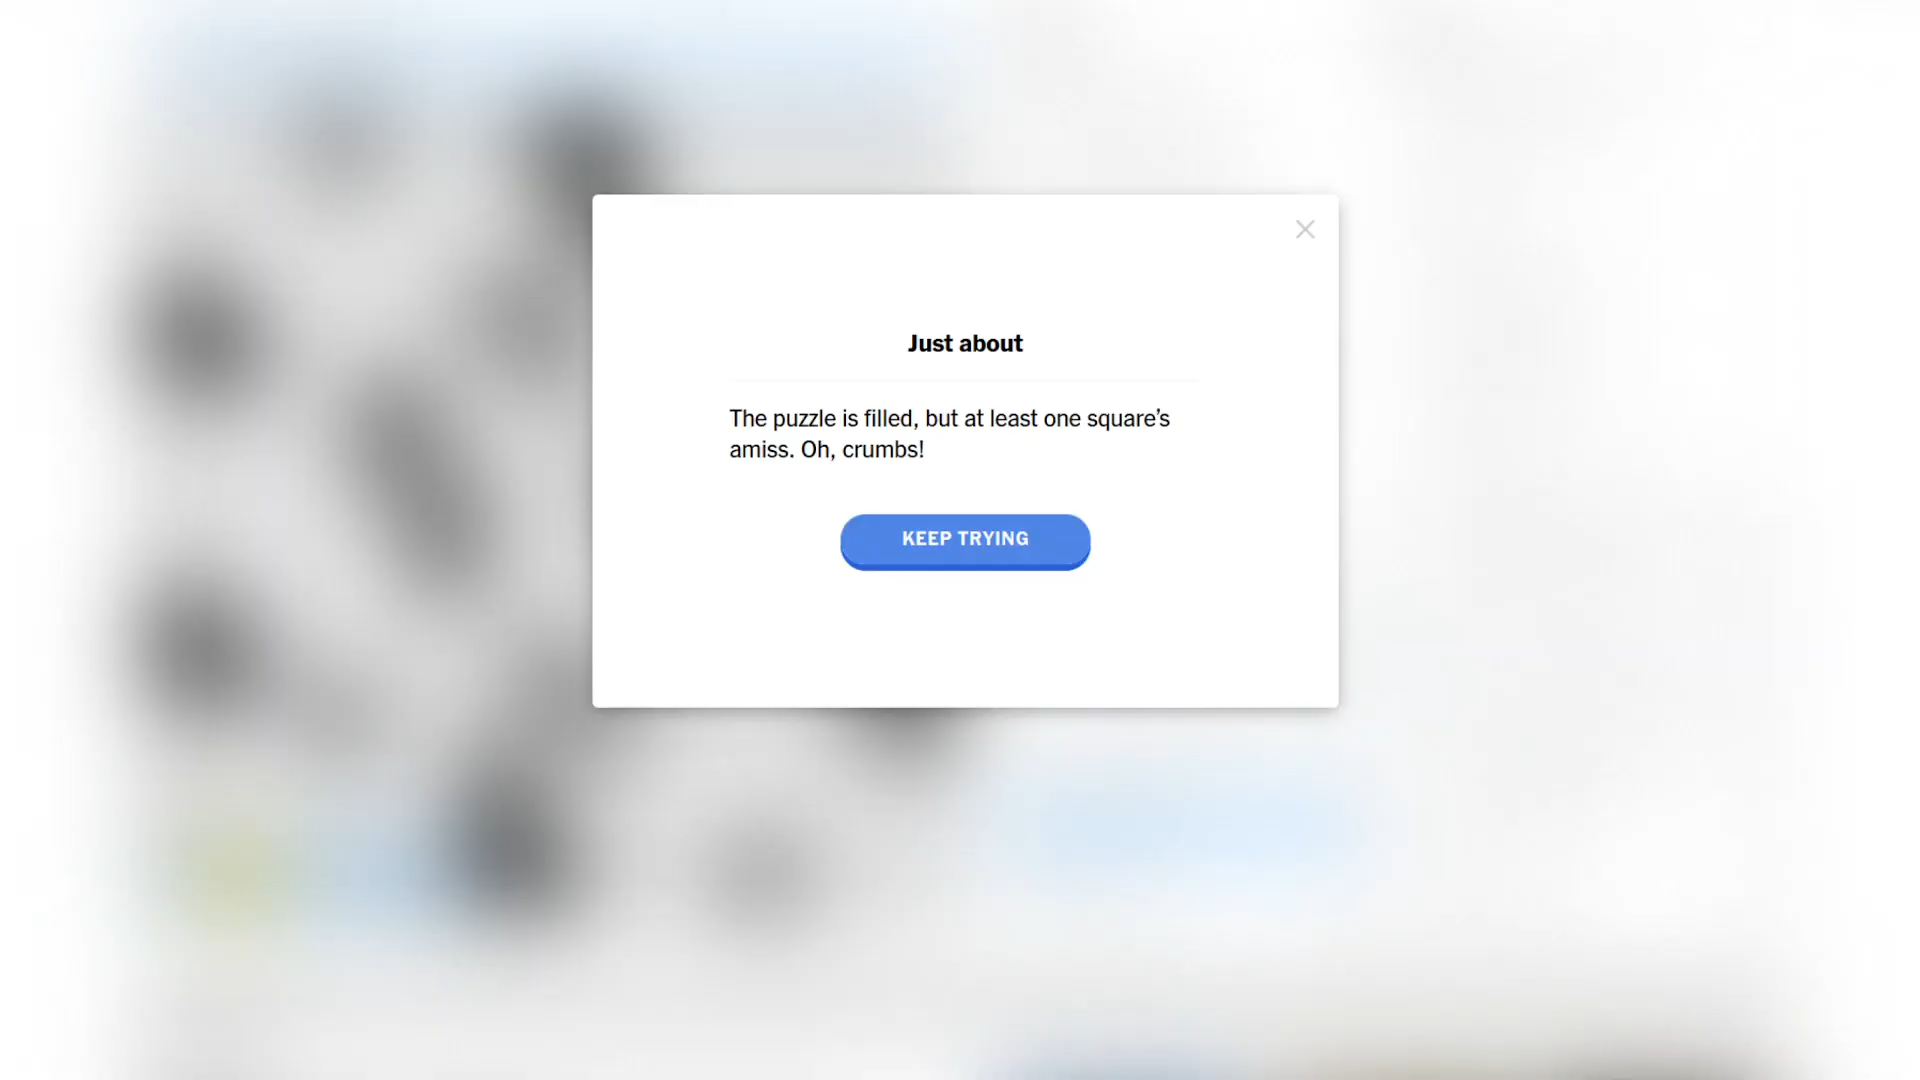 Just about
The puzzle is filled, but at least one square’s
amiss. Oh, crumbs!
KEEP TRYING